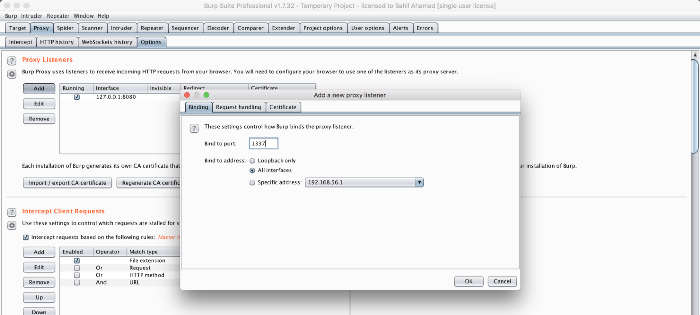 Burp Suite Professional v1.7.32 - Temporary Project - licensed to Sahil Ahamad [single user license]
Burp Intruder Repeater Window Help
Target Proxy Spider Scanner Intruder Repeater Sequencer Decoder Comparer Extender Project options User options Alerts Errors
Intercept HTTP history WebSockets history Options
Proxy Listeners
Burp Proxy uses listeners to receive incoming HTTP requests from your browser. You will need to configure your browser to use one of the listeners as its proxy server.
Add Running Interface Invisible Redirect Certificate
127.0.0.1:8080
Edit
Remove
Add a new proxy listener
Binding Request handling Certificate
These settings control how Burp binds the proxy listener.
Bind to port: 1337
Bind to address: Loopback only
All interfaces
Specific address: 192.168.56.1
OK Cancel
Each installation of Burp generates its own CA certificate that
installation of Burp.
Import / export CA certificate Regenerate CA
Intercept Client Requests
Use these settings to control which requests are stalled for
Intercept requests based on the following rules: Master
Add Enabled Operator Match type
File extension
Edit Or Request
Or HTTP method
Remove And URL
Up
Down